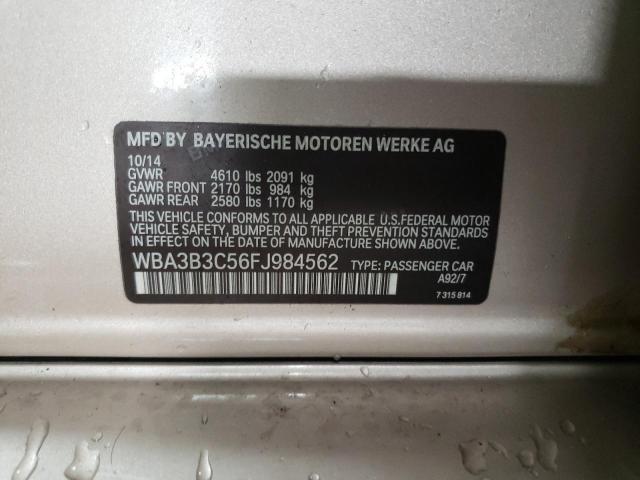 MFD BY BAYERISCHE MOTOREN WERKE AG
10/14
GVWR 4610 lbs 2091 kg
GAWR FRONT 2170 lbs 984 kg
GAWR REAR 2580 lbs 1170 kg
THIS VEHICLE CONFORMS TO ALL APPLICABLE U.S.FEDERAL MOTOR
VEHICLE SAFETY, BUMPER, AND THEFT PREVENTION STANDARDS
IN EFFECT ON THE DATE OF MANUFACTURE SHOWN ABOVE.
WBA3B3C56FJ984562 TYPE: PASSENGER CAR
A92/7
7 315 814